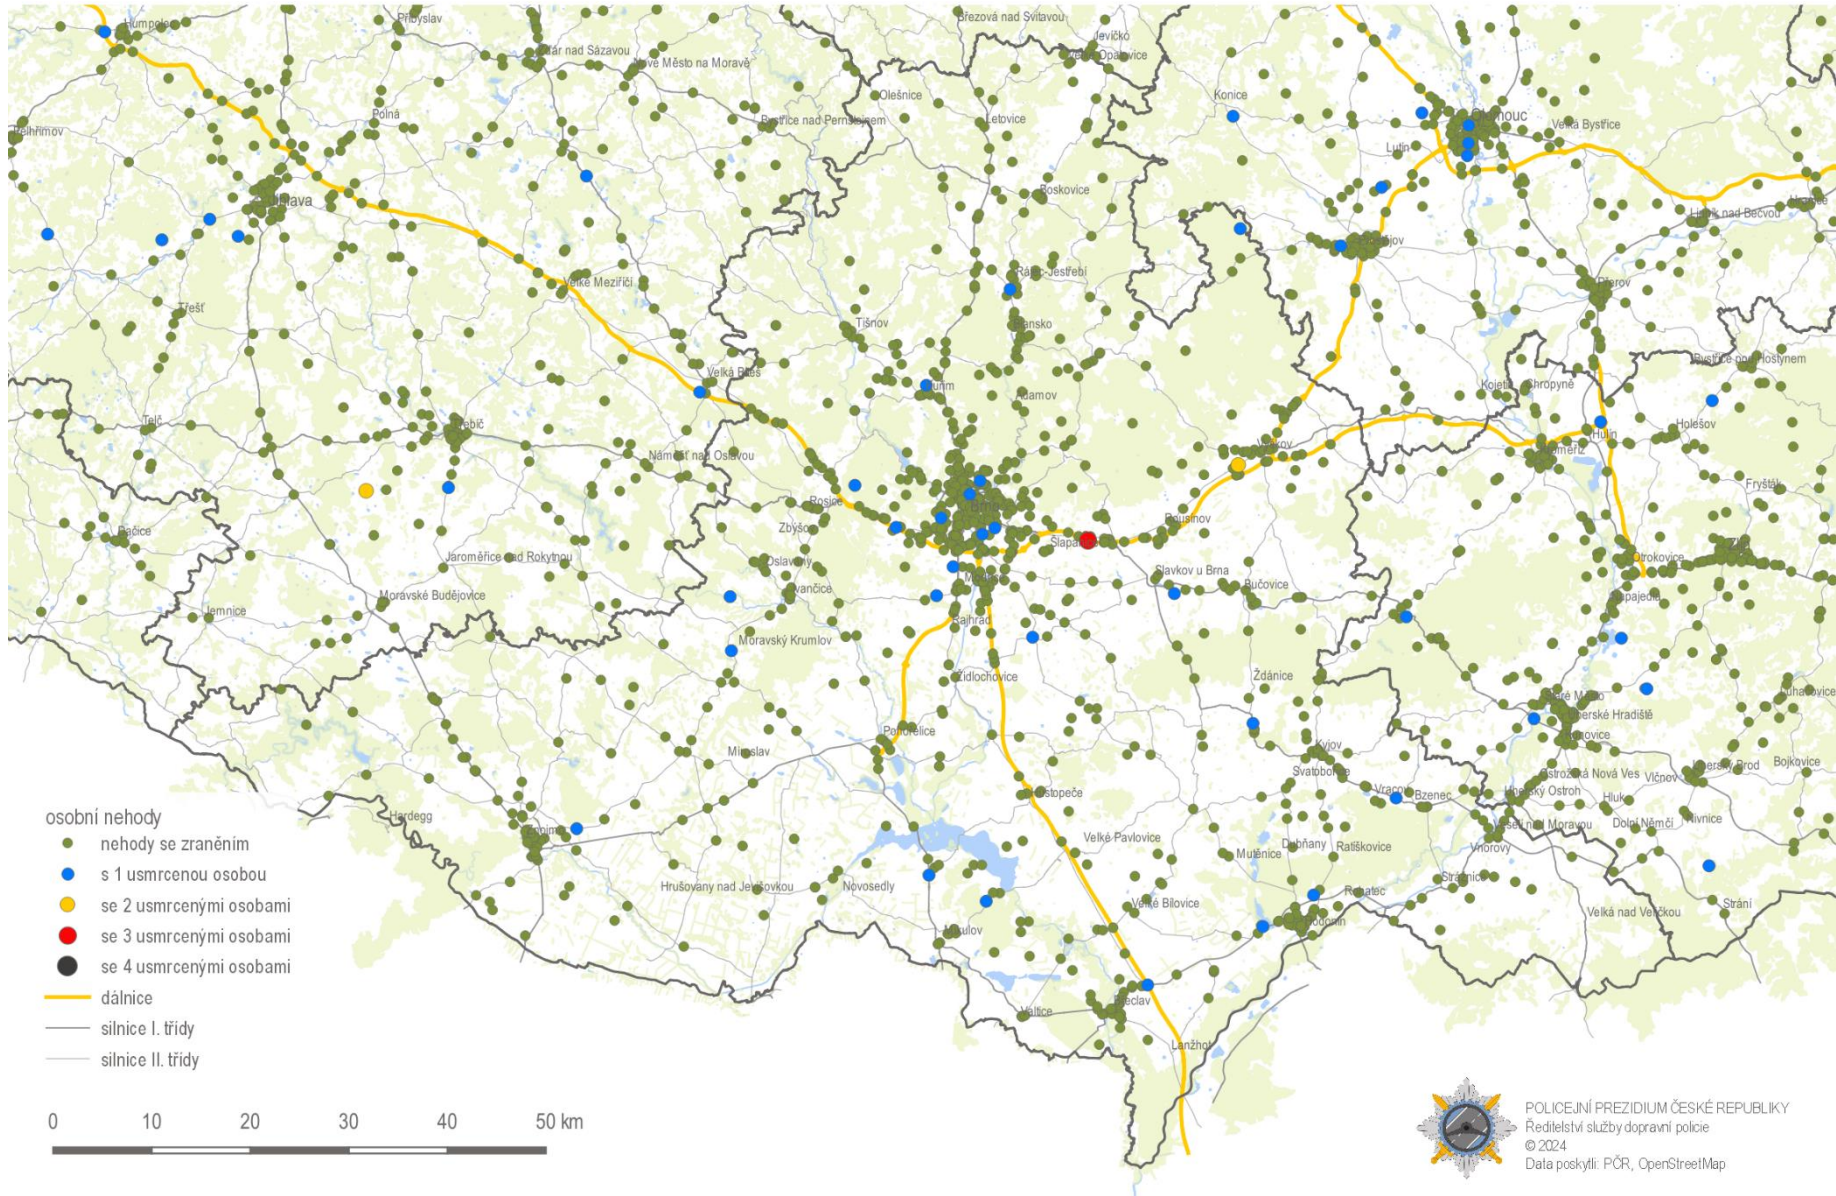 Humpolec
Přibyslav
Březová nad Svitavou
Jevíčko
Žďár nad Sázavou
Nové Město na Moravě
Velké Opatovice
Olešnice
Konice
Pelhřimov
Polná
Bystřice nad Pernštejnem
Letovice
Olomouc
Velká Bystřice
Lutín
Jihlava
Boskovice
Lipník nad Bečvou
Hranice
Prostějov
Velké Meziříčí
Rájec-Jestřebí
Přerov
Třešť
Tišnov
Blansko
Bystřice pod Hostýnem
Velká Bíteš
Kuřim
Adamov
Kojetín
Chropyně
Telč
Třebíč
Holešov
Hulín
Vyškov
Kroměříž
Náměšť nad Oslavou
Rosice
Brno
Fryšták
Zbýšov
Rousínov
Dačice
Šlapanice
Zlín
Jaroměřice nad Rokytnou
Oslavany
Otrokovice
Slavkov u Brna
Bučovice
Modřice
Ivančice
Moravské Budějovice
Napajedla
Jemnice
Rajhrad
Moravský Krumlov
Židlochovice
Ždánice
Luhačovice
Staré Město
Uherské Hradiště
Pohořelice
Kunovice
Miroslav
Kyjov
Svatobořice
Uherský Brod
Bojkovice
Ostrožská Nová Ves
Vlčnov
Hustopeče
Vracov
Bzenec
Uherský Ostroh
Hluk
Hardegg
Znojmo
Velké Pavlovice
Veselí nad Moravou
Dolní Němčí
Nivnice
Mutěnice
Dubňany
Ratíškovice
Vnorovy
Hrušovany nad Jevišovkou
Novosedly
Strážnice
Rohatec
Velké Bílovice
Strání
Velká nad Veličkou
Hodonín
Mikulov
Břeclav
Valtice
Lanžhot
osobní nehody
nehody se zraněním
s 1 usmrcenou osobou
se 2 usmrcenými osobami
se 3 usmrcenými osobami
se 4 usmrcenými osobami
dálnice
silnice I. třídy
silnice II. třídy
0 10 20 30 40 50 km
POLICEJNÍ PREZIDIUM ČESKÉ REPUBLIKY
Ředitelství služby dopravní policie
© 2024
Data poskytli: PČR, OpenStreetMap